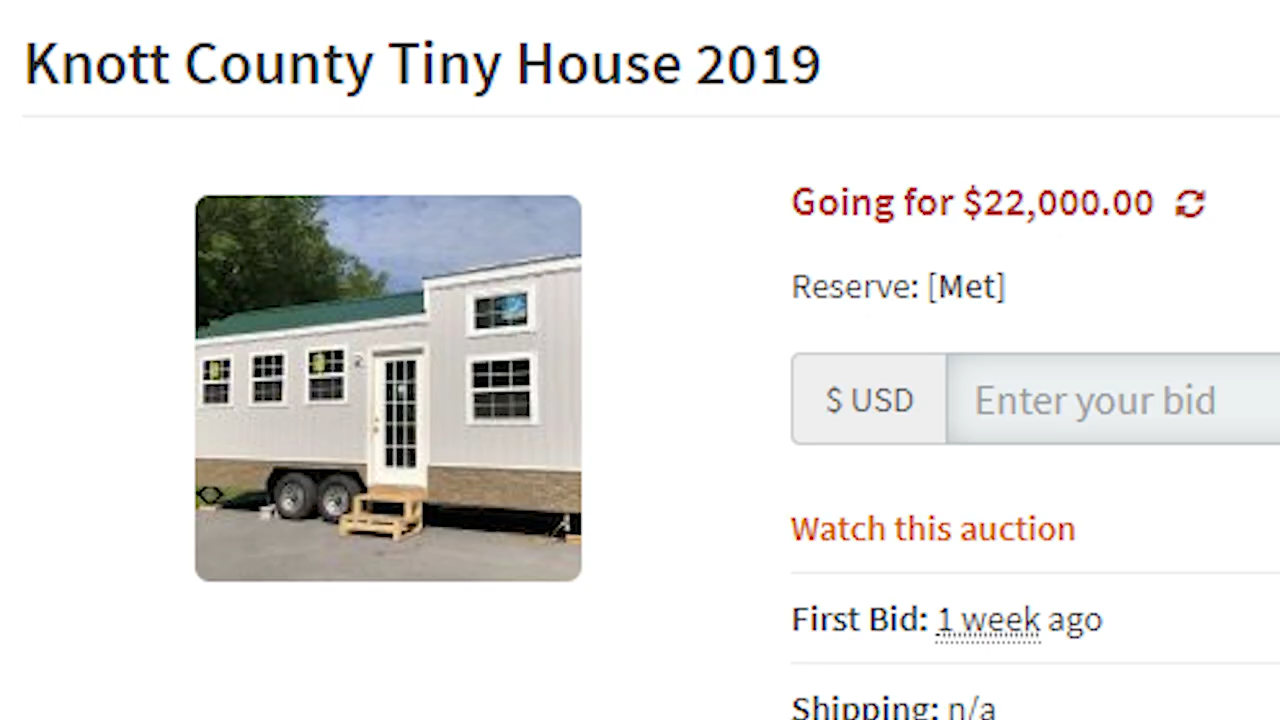 Knott County Tiny House 2019
Going for $22,000.00
Reserve: [Met]
$ USD
Enter your bid
Watch this auction
First Bid: 1 week ago
Shipping: n/a